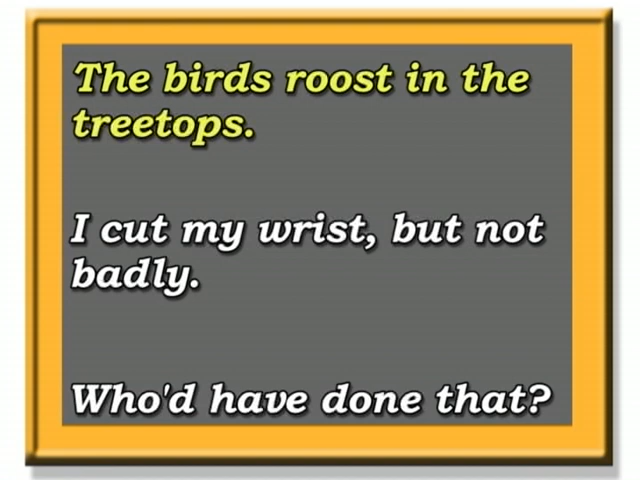 The birds roost in the
treetops.
I cut my wrist, but not
badly.
Who'd have done that?